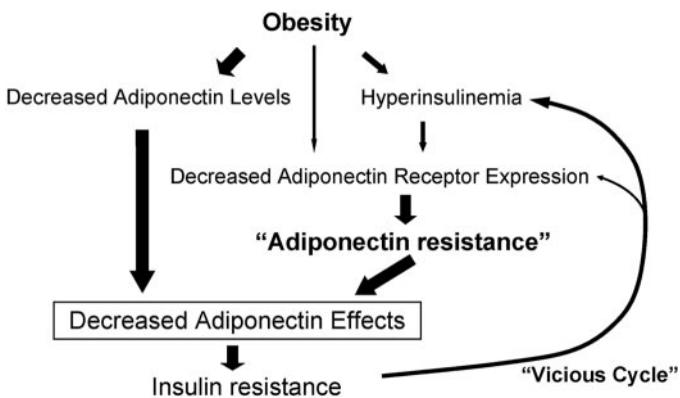 Obesity
Decreased Adiponectin Levels
Hyperinsulinemia
Decreased Adiponectin Receptor Expression
“Adiponectin resistance”
Decreased Adiponectin Effects
Insulin resistance
“Vicious Cycle”